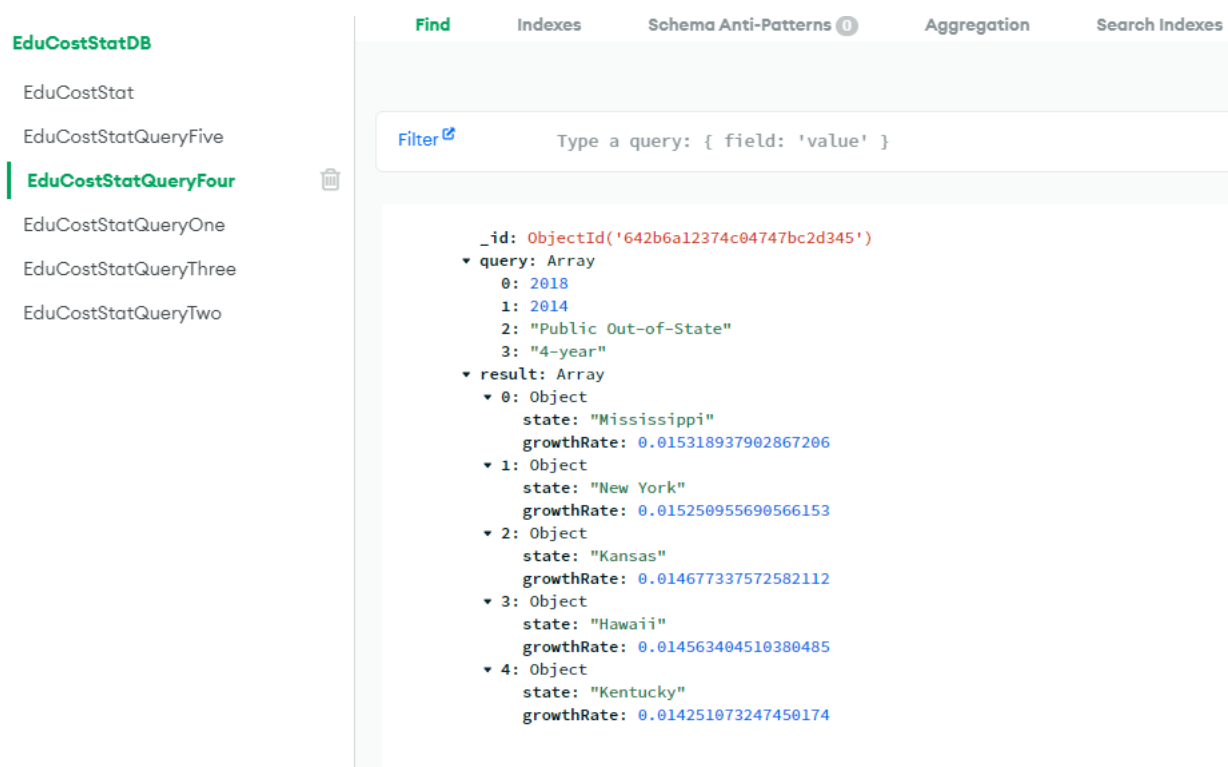 EduCostStatDB
EduCostStat
EduCostStatQueryFive
EduCostStatQueryFour
EduCostStatQueryOne
EduCostStatQueryThree
EduCostStatQueryTwo
Find Indexes Schema Anti-Patterns 0 Aggregation Search Indexes
Filter Type a query: { field: 'value' }
_id: ObjectId('642b6a12374c04747bc2d345')
query: Array
0: 2018
1: 2014
2: "Public Out-of-State"
3: "4-year"
result: Array
0: Object
state: "Mississippi"
growthRate: 0.015318937902867206
1: Object
state: "New York"
growthRate: 0.015250955690566153
2: Object
state: "Kansas"
growthRate: 0.014677337572582112
3: Object
state: "Hawaii"
growthRate: 0.014563404510380485
4: Object
state: "Kentucky"
growthRate: 0.014251073247450174